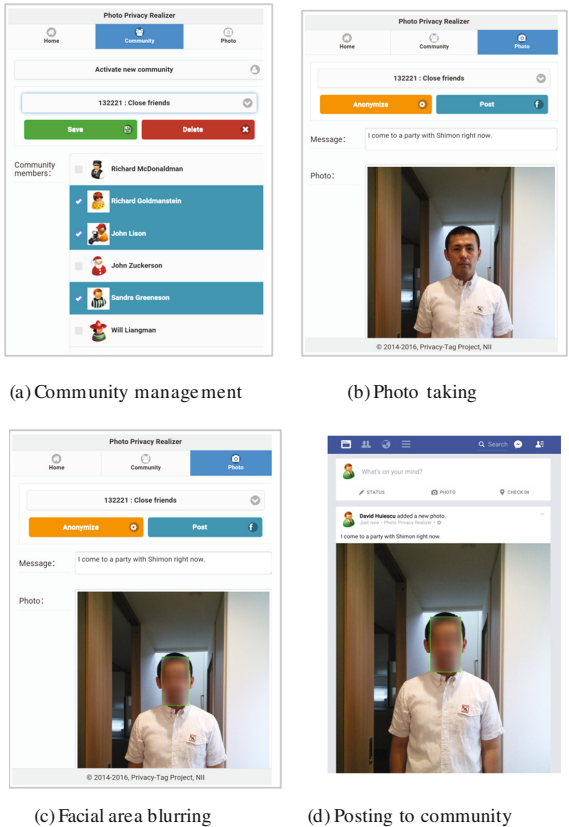 Photo Privacy Realizer
Home
Community
Photo
Activate new community
132221 : Close friends
Save
Delete
Community members:
Richard McDonaldman
Richard Goldmanstein
John Lison
John Zuckerson
Sandra Greeneson
Will Liangman
(a) Community management
Photo Privacy Realizer
Home
Community
Photo
132221 : Close friends
Anonymize
Post
Message:
I come to a party with Shimon right now.
Photo:
© 2014-2016, Privacy-Tag Project, NII
(b) Photo taking
Photo Privacy Realizer
Home
Community
Photo
132221 : Close friends
Anonymize
Post
Message:
I come to a party with Shimon right now.
Photo:
© 2014-2016, Privacy-Tag Project, NII
(c) Facial area blurring
Search
What's on your mind?
STATUS
PHOTO
CHECK IN
David Huiescu added a new photo.
Just now • Photo Privacy Realizer •
I come to a party with Shimon right now.
(d) Posting to community